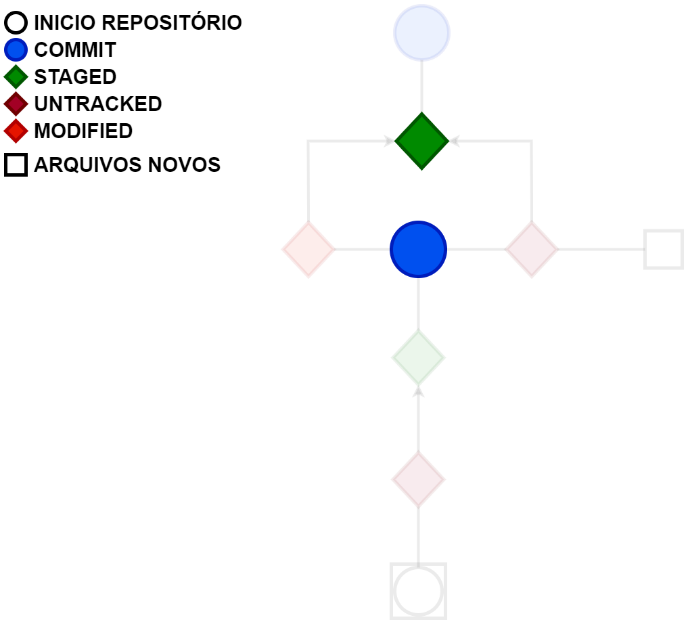 INICIO REPOSITÓRIO
COMMIT
STAGED
UNTRACKED
MODIFIED
ARQUIVOS NOVOS